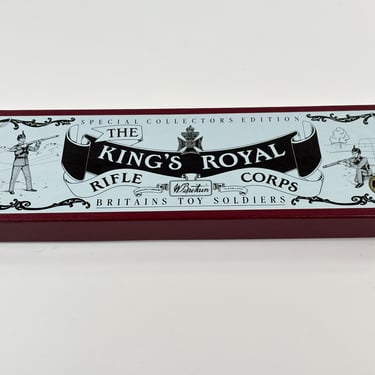 SPECIAL COLLECTORS EDITION
THE
KING'S ROYAL
RIFLE CORPS
W. Britain
BRITAINS TOY SOLDIERS